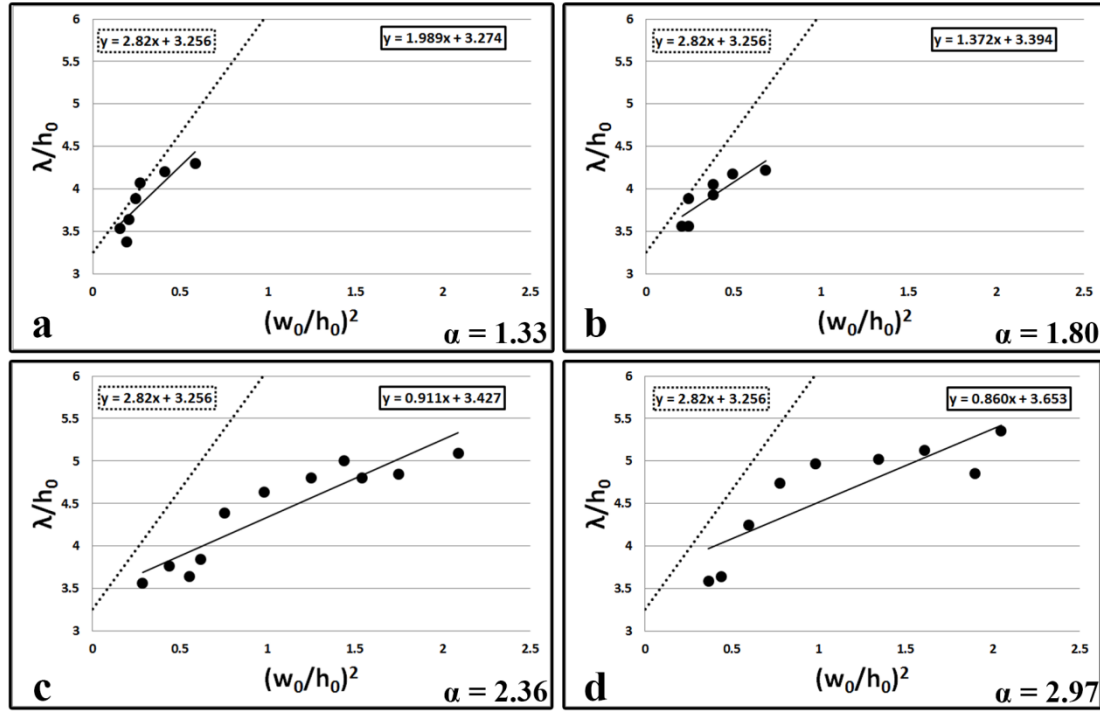 6
5.5
5
4.5
4
3.5
3
λ/h₀
y = 2.82x + 3.256
y = 1.989x + 3.274
0 0.5 1 1.5 2 2.5
(w₀/h₀)²
a
α = 1.33
6
5.5
5
4.5
4
3.5
3
λ/h₀
y = 2.82x + 3.256
y = 1.372x + 3.394
0 0.5 1 1.5 2 2.5
(w₀/h₀)²
b
α = 1.80
6
5.5
5
4.5
4
3.5
3
λ/h₀
y = 2.82x + 3.256
y = 0.911x + 3.427
0 0.5 1 1.5 2 2.5
(w₀/h₀)²
c
α = 2.36
6
5.5
5
4.5
4
3.5
3
λ/h₀
y = 2.82x + 3.256
y = 0.860x + 3.653
0 0.5 1 1.5 2 2.5
(w₀/h₀)²
d
α = 2.97